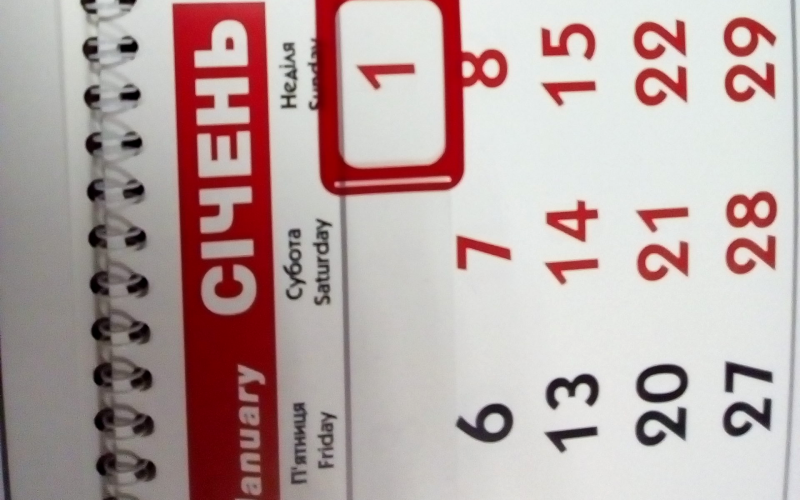 January СІЧЕНЬ
П'ятниця Субота Неділя
Friday Saturday Sunday
1
6 7 8
13 14 15
20 21 22
27 28 29